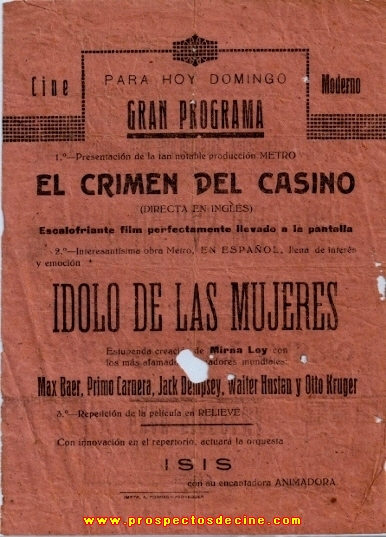 Cine
PARA HOY DOMINGO
Moderno
GRAN PROGRAMA
1.º—Presentación de la tan notable producción METRO
EL CRIMEN DEL CASINO
(DIRECTA EN INGLES)
Escalofriante film perfectamente llevado a la pantalla
2.º—Interesantísima obra Metro, EN ESPAÑOL, llena de interés
y emoción
IDOLO DE LAS MUJERES
Estupenda creación de Mirna Loy con
los más afamados boxeadores mundiales:
Max Baer, Primo Carnera, Jack Dempsey, Walter Hustan y Otto Kruger
3.º—Repetición de la película en RELIEVE
Con innovación en el repertorio, actuará la orquesta
ISIS
con su encantadora ANIMADORA
www.prospectosdecine.com